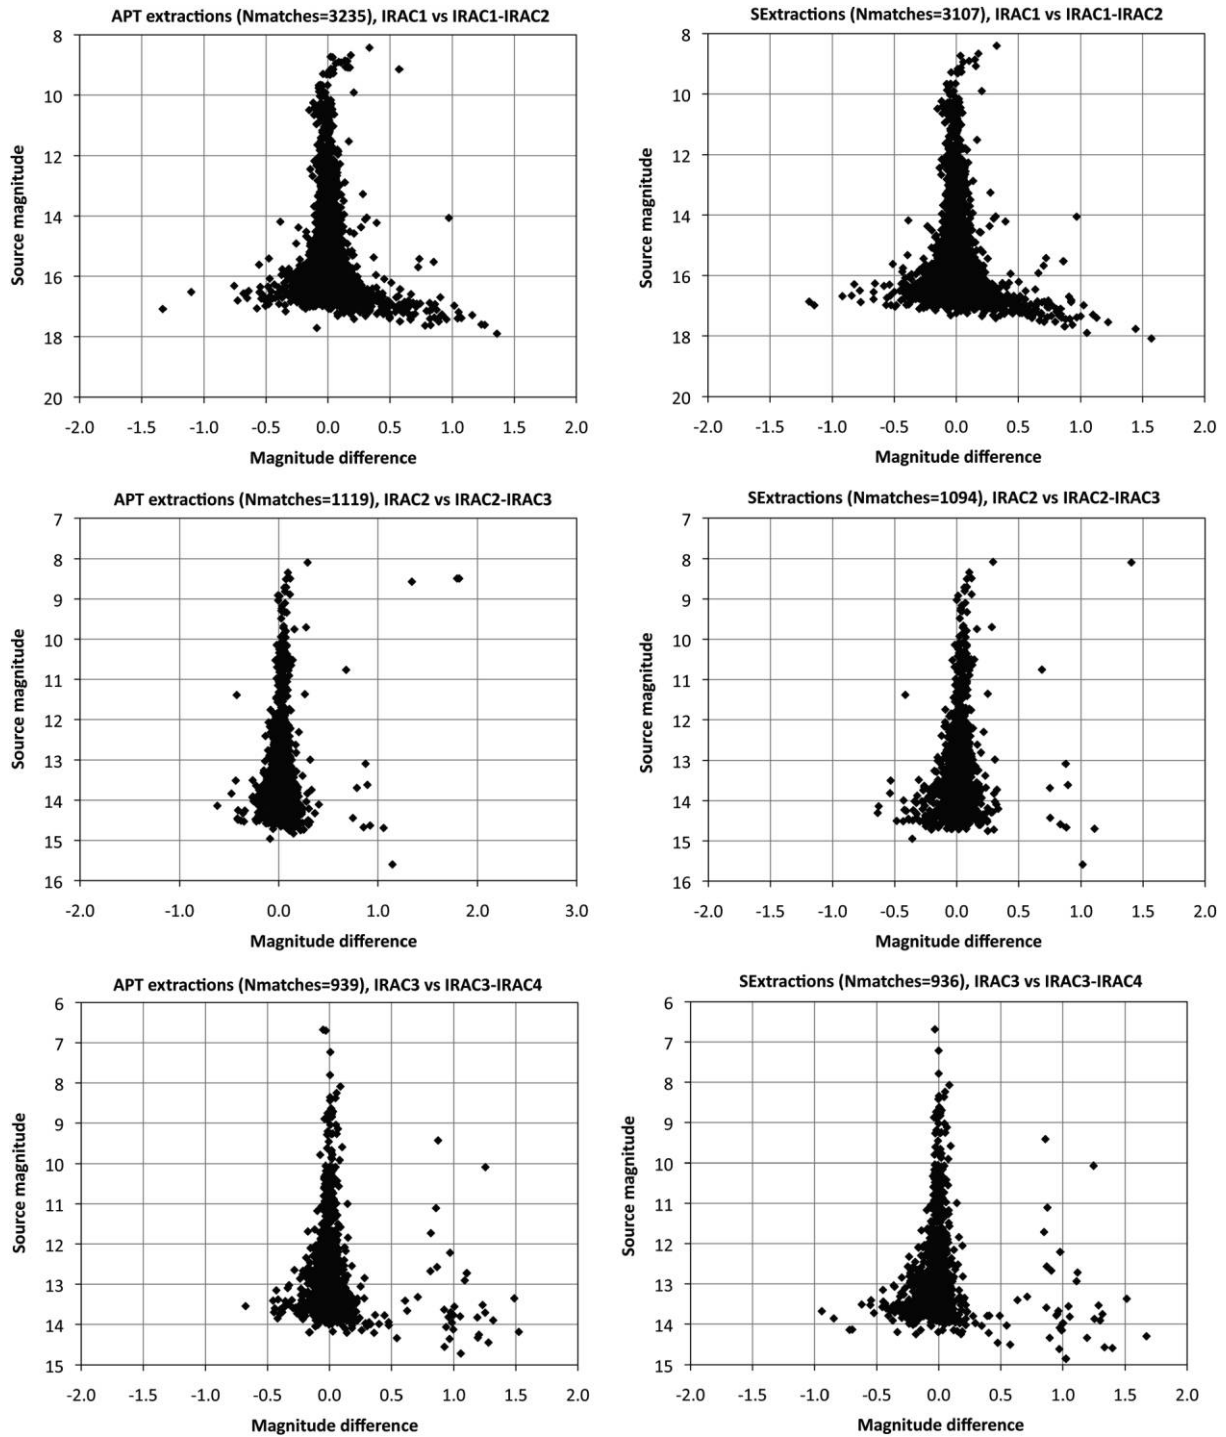 APT extractions (Nmatches=3235), IRAC1 vs IRAC1-IRAC2
Source magnitude
8
10
12
14
16
18
20
-2.0 -1.5 -1.0 -0.5 0.0 0.5 1.0 1.5 2.0
Magnitude difference
SExtractions (Nmatches=3107), IRAC1 vs IRAC1-IRAC2
Source magnitude
8
10
12
14
16
18
20
-2.0 -1.5 -1.0 -0.5 0.0 0.5 1.0 1.5 2.0
Magnitude difference
APT extractions (Nmatches=1119), IRAC2 vs IRAC2-IRAC3
Source magnitude
7
8
9
10
11
12
13
14
15
16
-2.0 -1.0 0.0 1.0 2.0 3.0
Magnitude difference
SExtractions (Nmatches=1094), IRAC2 vs IRAC2-IRAC3
Source magnitude
7
8
9
10
11
12
13
14
15
16
-2.0 -1.5 -1.0 -0.5 0.0 0.5 1.0 1.5 2.0
Magnitude difference
APT extractions (Nmatches=939), IRAC3 vs IRAC3-IRAC4
Source magnitude
6
7
8
9
10
11
12
13
14
15
-2.0 -1.5 -1.0 -0.5 0.0 0.5 1.0 1.5 2.0
Magnitude difference
SExtractions (Nmatches=936), IRAC3 vs IRAC3-IRAC4
Source magnitude
6
7
8
9
10
11
12
13
14
15
-2.0 -1.5 -1.0 -0.5 0.0 0.5 1.0 1.5 2.0
Magnitude difference